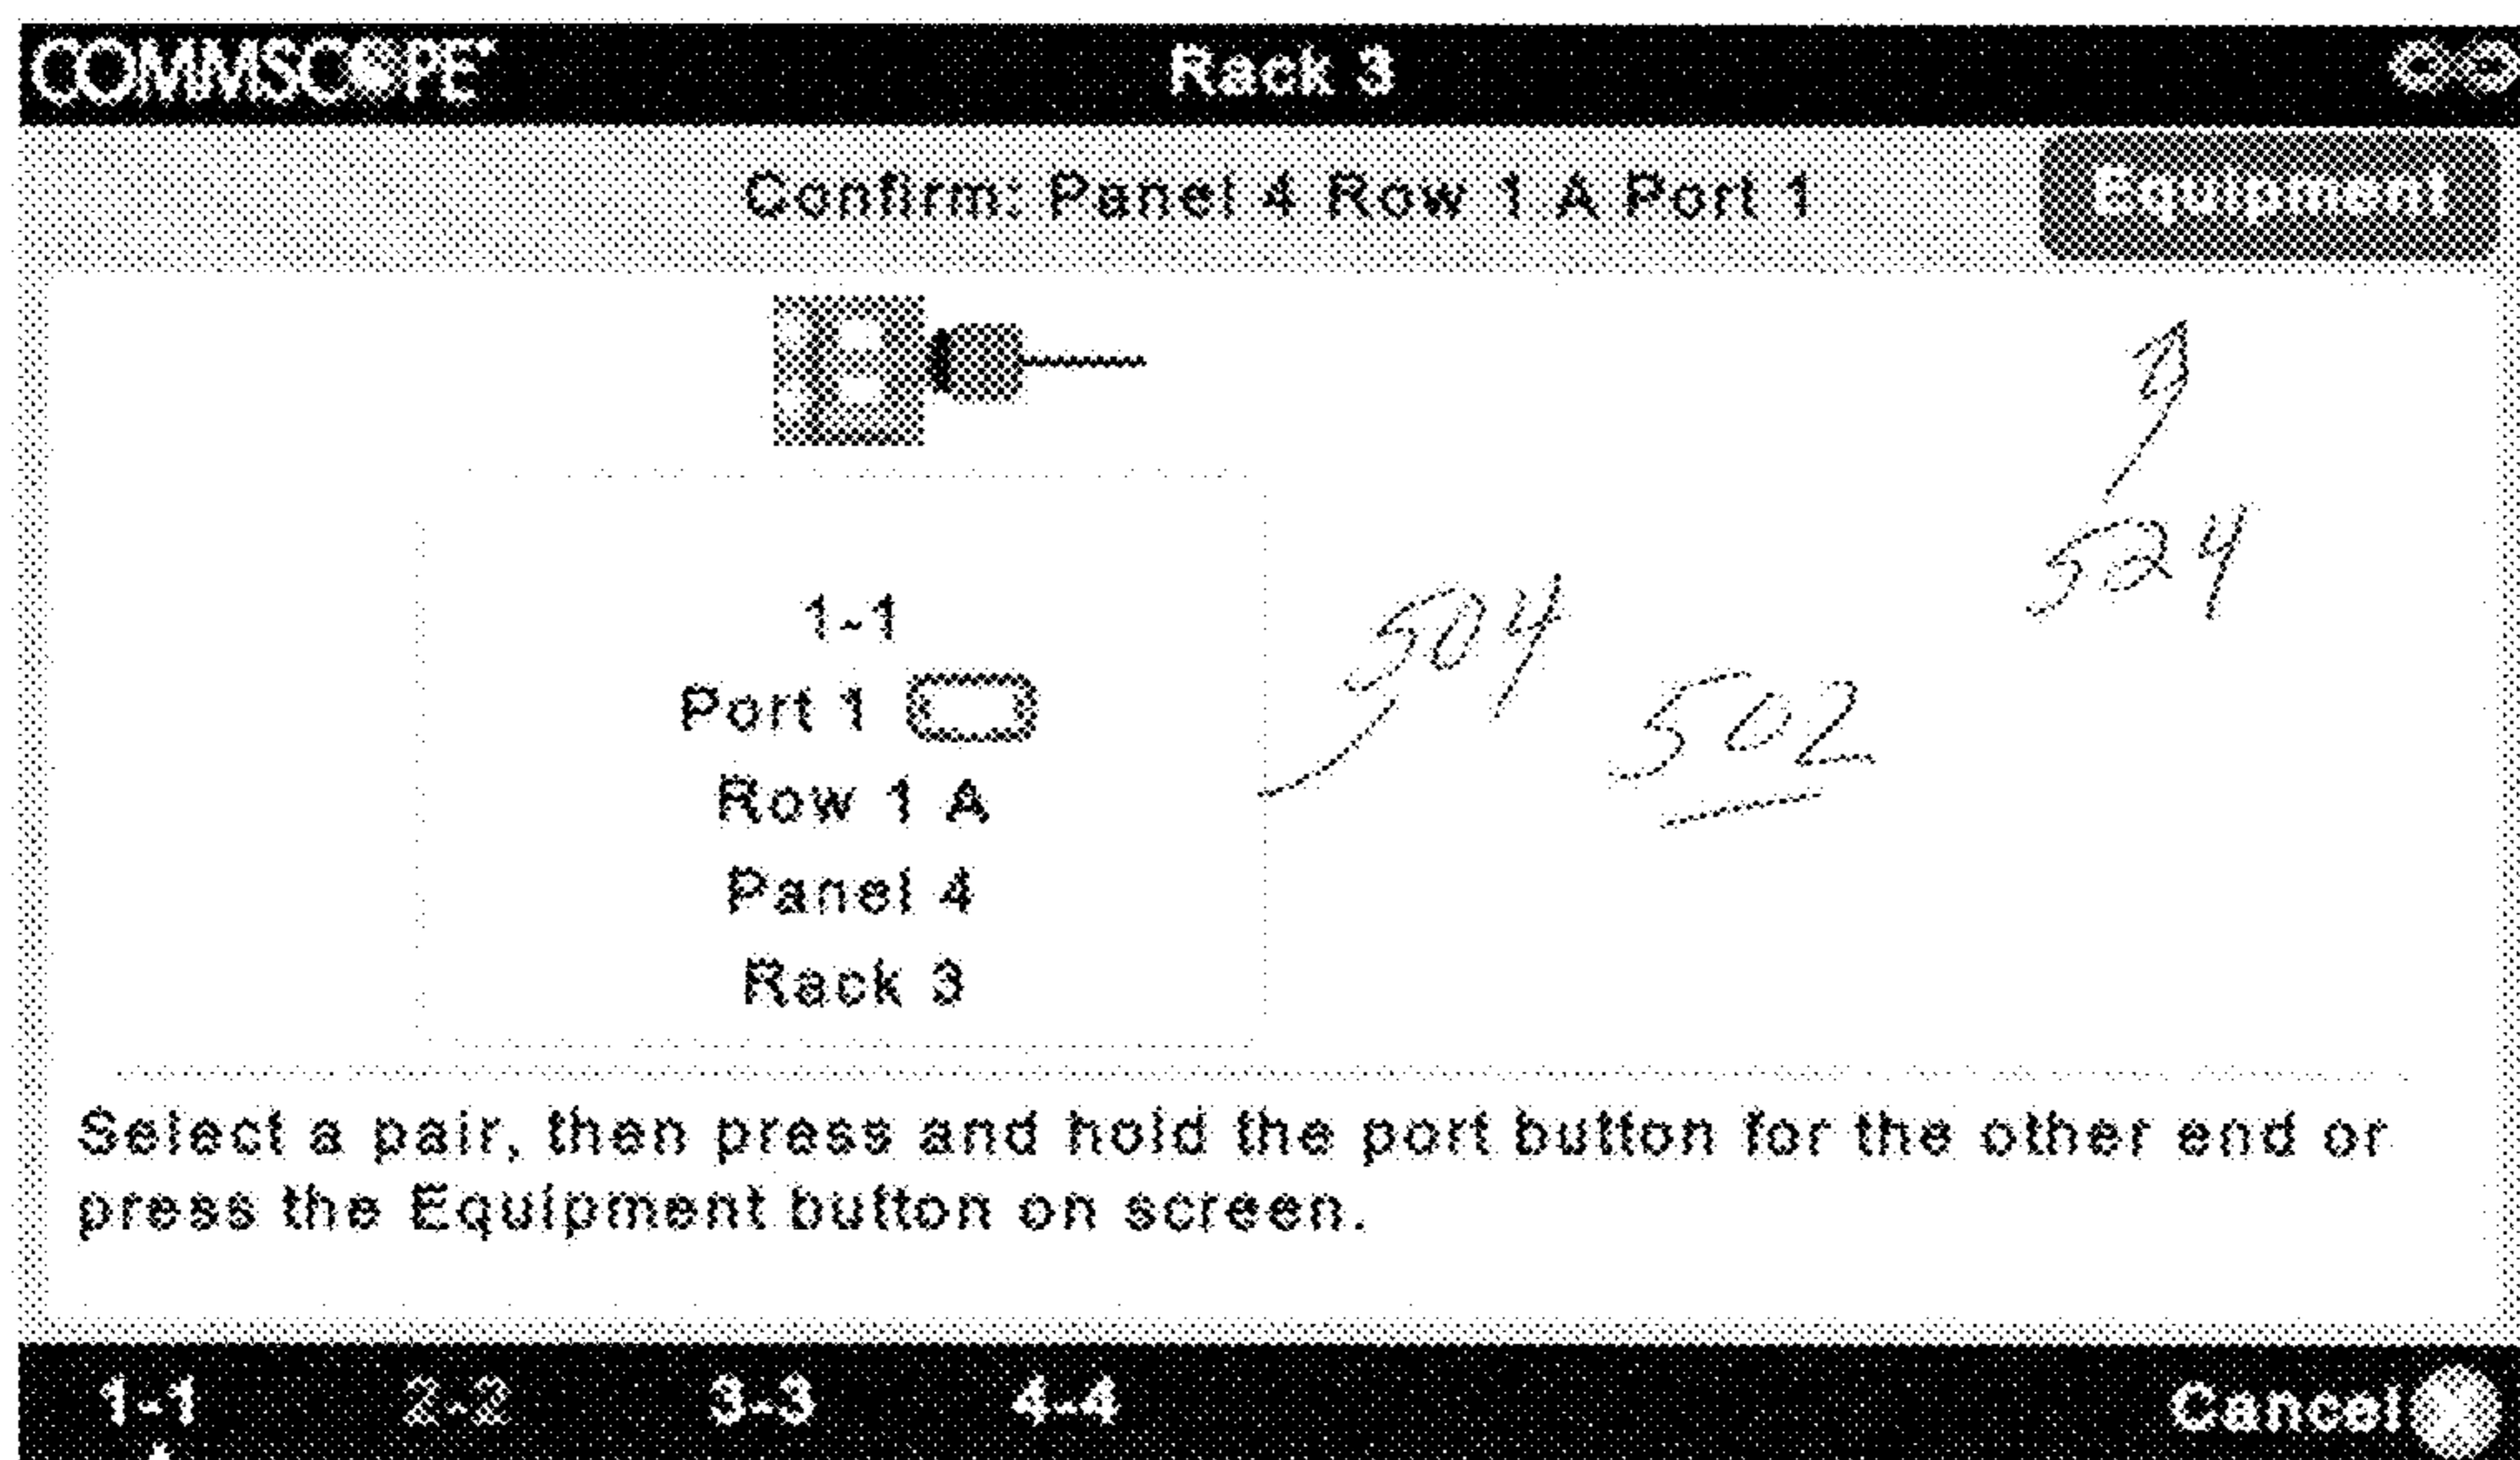 COMMSCOPE Rack 3
Confirm: Panel 4 Row 1 A Port 1 Equipment
524
1-1
504
Port 1
502
Row 1 A
Panel 4
Rack 3
Select a pair, then press and hold the port button for the other end or
press the Equipment button on screen.
1-1 2-2 3-3 4-4 Cancel